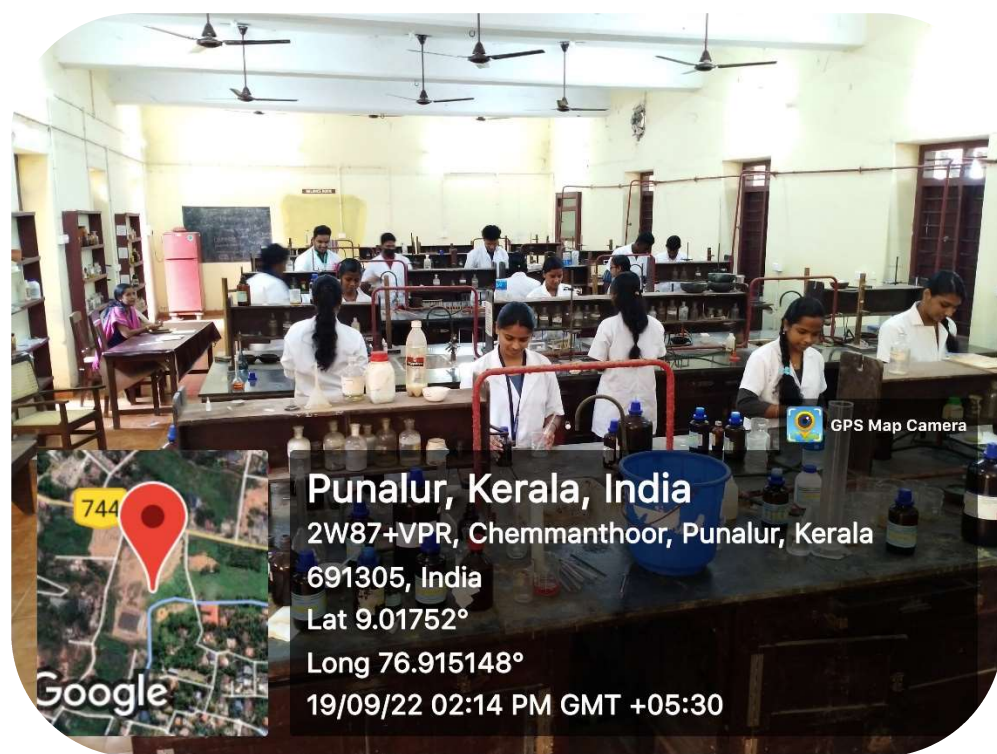 GPS Map Camera
744
Google
Punalur, Kerala, India
2W87+VPR, Chemmanthoor, Punalur, Kerala
691305, India
Lat 9.01752°
Long 76.915148°
19/09/22 02:14 PM GMT +05:30